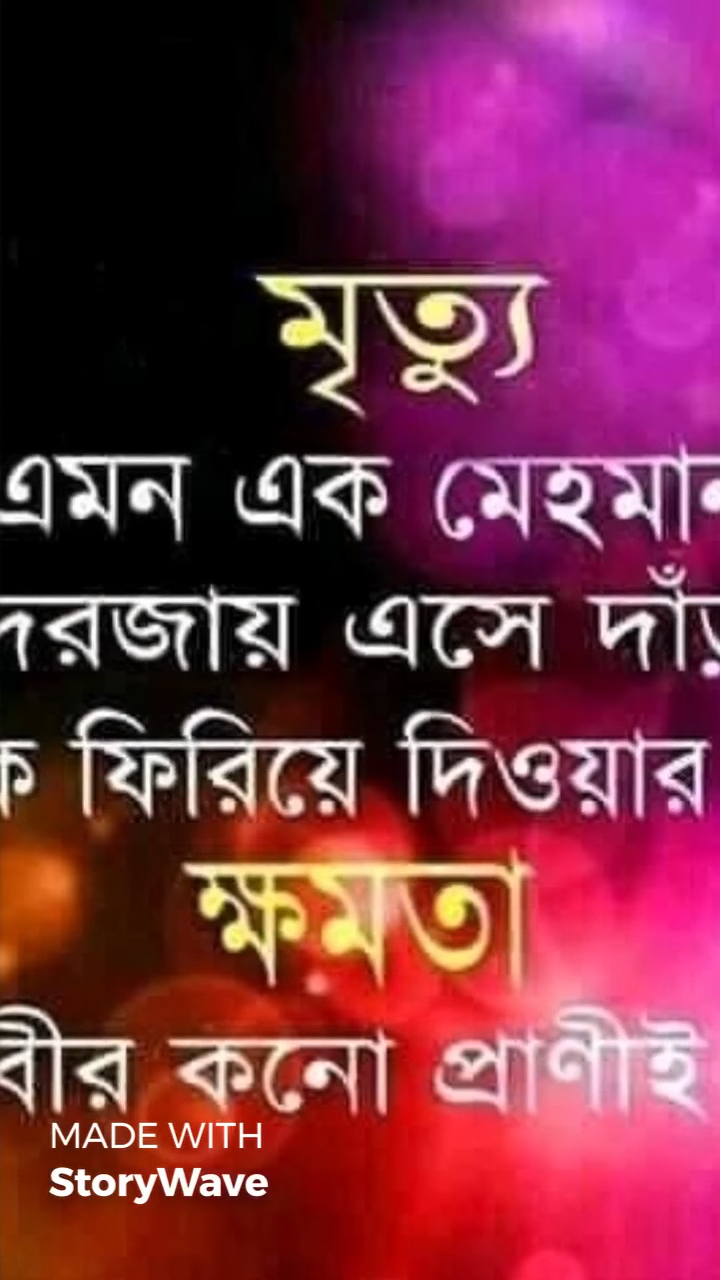 মৃত্যু
এমন এক মেহমান
দরজায় এসে
ফিরিয়ে দিওয়ার
ক্ষমতা
কনো প্রাণীই
MADE WITH
StoryWave